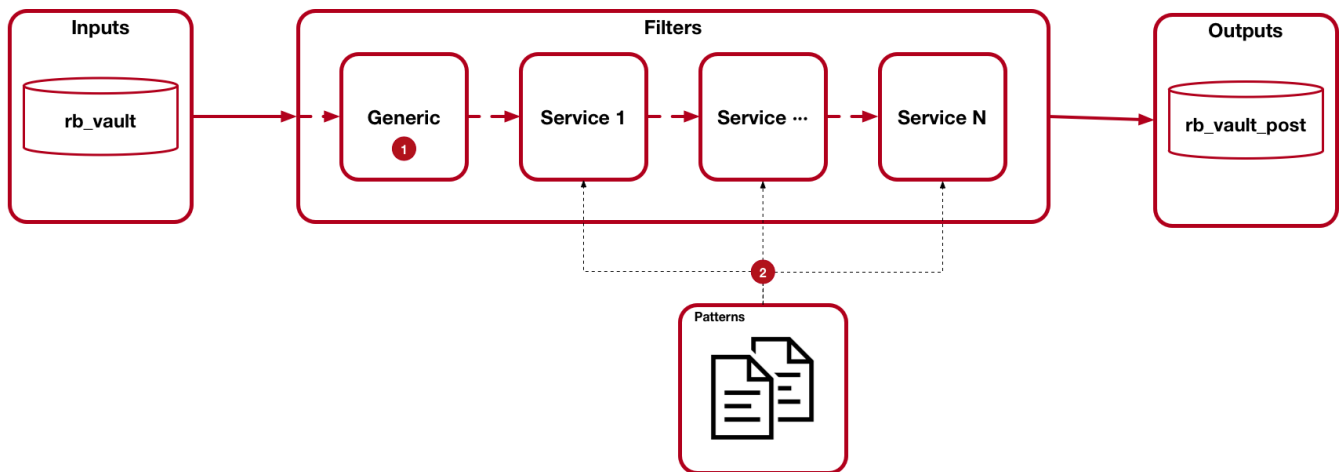 Inputs
Filters
Outputs
rb_vault
Generic
Service 1
Service ···
Service N
rb_vault_post
1
2
Patterns